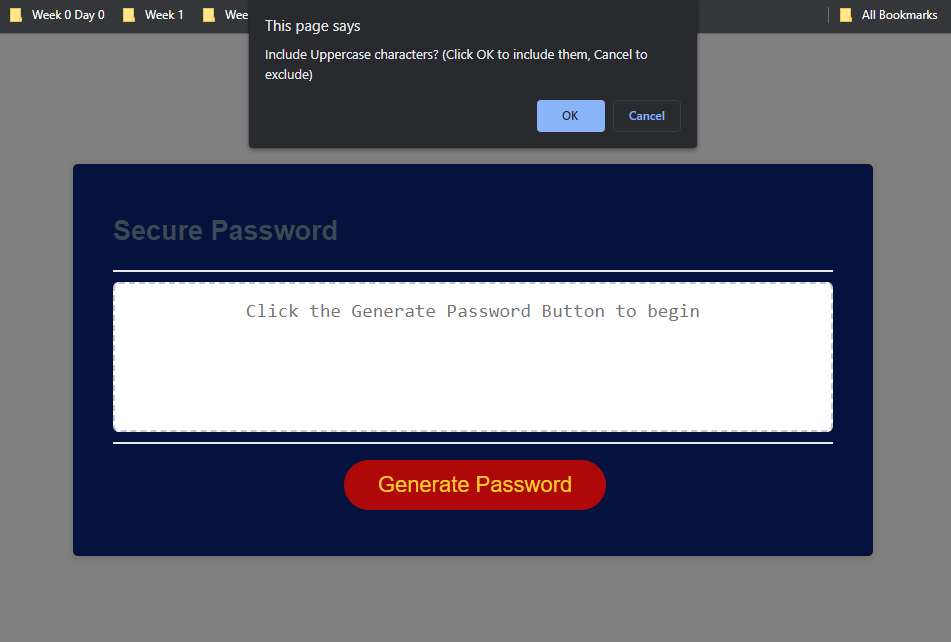 Week 0 Day 0 Week 1 Wee All Bookmarks
This page says
Include Uppercase characters? (Click OK to include them, Cancel to
exclude)
OK Cancel
Secure Password
Click the Generate Password Button to begin
Generate Password